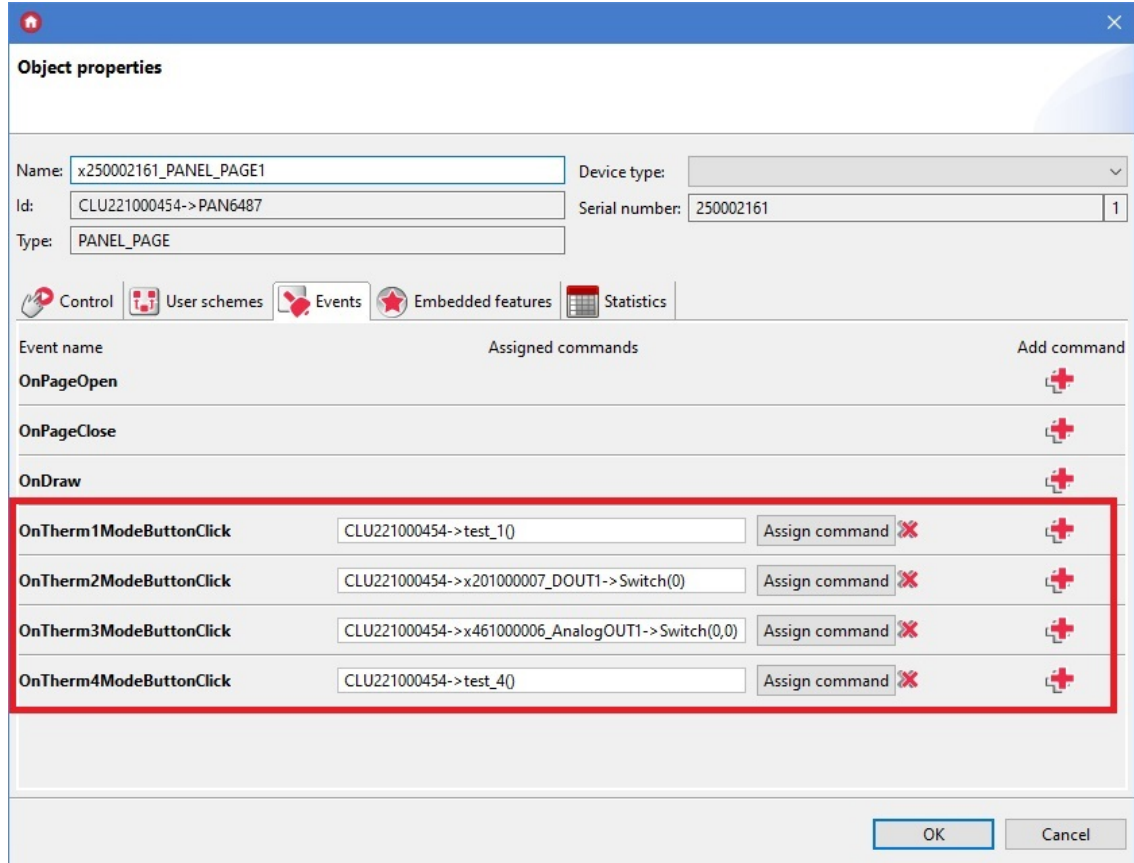 Object properties
Name: x250002161_PANEL_PAGE1 Device type:
Id: CLU221000454->PAN6487 Serial number: 250002161 1
Type: PANEL_PAGE
Control User schemes Events Embedded features Statistics
Event name Assigned commands Add command
OnPageOpen
OnPageClose
OnDraw
OnTherm1ModeButtonClick CLU221000454->test_1() Assign command
OnTherm2ModeButtonClick CLU221000454->x201000007_DOUT1->Switch(0) Assign command
OnTherm3ModeButtonClick CLU221000454->x461000006_AnalogOUT1->Switch(0,0) Assign command
OnTherm4ModeButtonClick CLU221000454->test_4() Assign command
OK Cancel